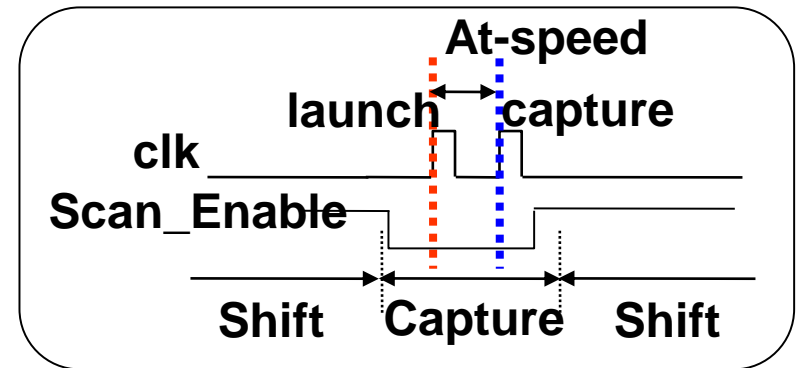 At-speed
launch capture
clk
Scan_Enable
Shift Capture Shift